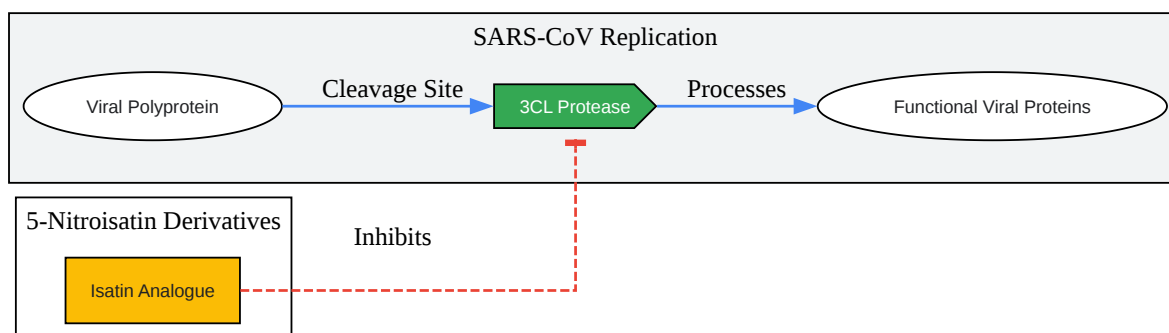 SARS-CoV Replication
Viral Polyprotein
Cleavage Site
3CL Protease
Processes
Functional Viral Proteins
5-Nitroisatin Derivatives
Inhibits
Isatin Analogue